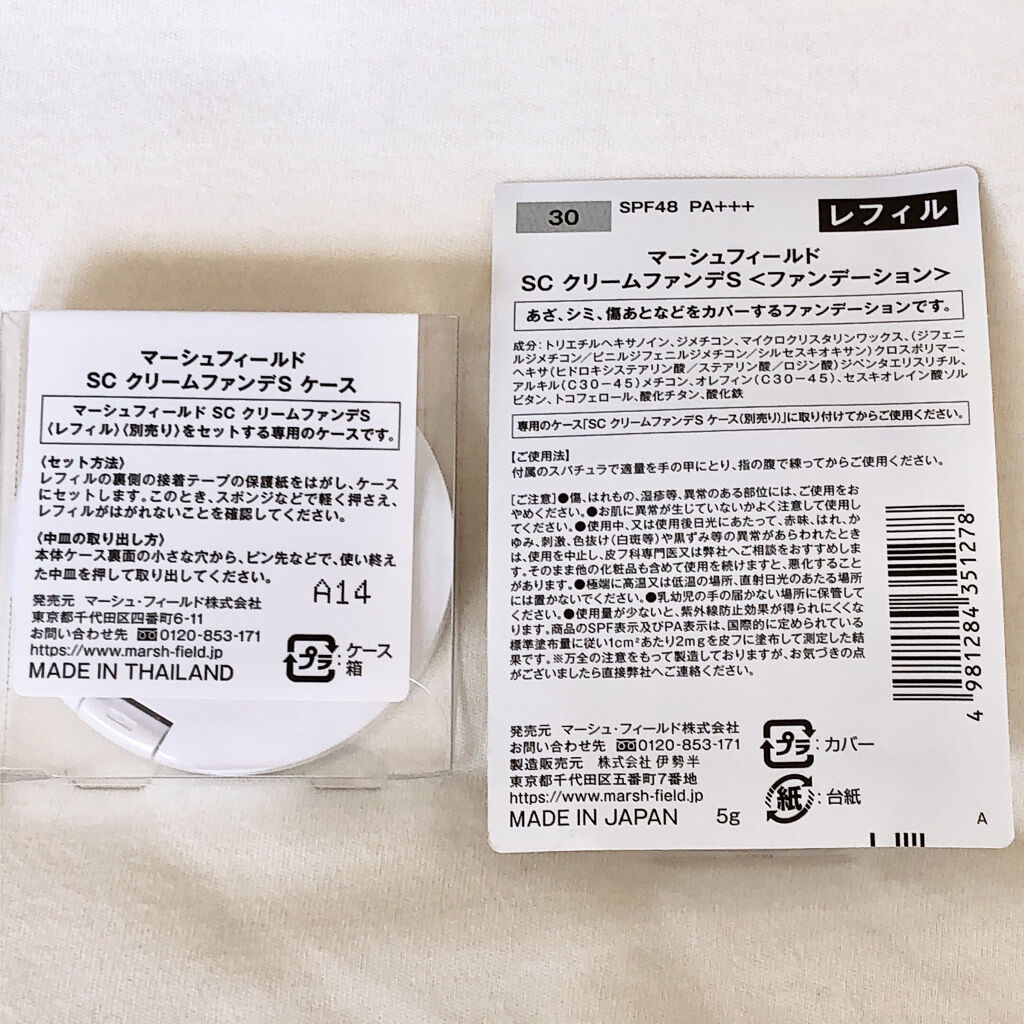 マーシュフィールド
SC クリームファンデS ケース
マーシュフィールド SC クリームファンデS
〈レフィル〉〈別売り〉をセットする専用のケースです。
〈セット方法〉
レフィルの裏側の接着テープの保護紙をはがし、ケース
にセットします。このとき、スポンジなどで軽く押さえ、
レフィルがはがれないことを確認してください。
〈中皿の取り出し方〉
本体ケース裏面の小さな穴から、ピン先などで、使い終え
た中皿を押して取り出してください。
A14
発売元 マーシュ・フィールド株式会社
東京都千代田区四番町6-11
お問い合わせ先 0120-853-171
https://www.marsh-field.jp
MADE IN THAILAND
プラ:ケース
箱
30 SPF48 PA+++ レフィル
マーシュフィールド
SC クリームファンデS <ファンデーション>
あざ、シミ、傷あとなどをカバーするファンデーションです。
成分:トリエチルヘキサノイン、ジメチコン、マイクロクリスタリンワックス、(ジフェニ
ルジメチコン/ビニルジフェニルジメチコン/シルセスキオキサン)クロスポリマー、
ヘキサ(ヒドロキシステアリン酸/ステアリン酸/ロジン酸)ジペンタエリスリチル、
アルキル(C30-45)メチコン、オレフィン(C30-45)、セスキオレイン酸ソル
ビタン、トコフェロール、酸化チタン、酸化鉄
専用のケース「SC クリームファンデS ケース〈別売り〉」に取り付けてからご使用ください。
【ご使用法】
付属のスパチュラで適量を手の甲にとり、指の腹で練ってからご使用ください。
【ご注意】●傷、はれもの、湿疹等、異常のある部位には、ご使用をお
やめください。●お肌に異常が生じていないかよく注意して使用し
てください。●使用中、又は使用後日光にあたって、赤味、はれ、か
ゆみ、刺激、色抜け(白斑等)や黒ずみ等の異常があらわれたとき
は、使用を中止し、皮フ科専門医又は弊社へご相談をおすすめしま
す。そのまま他の化粧品も含めて使用を続けますと、悪化すること
があります。●極端に高温又は低温の場所、直射日光のあたる場所
には置かないでください。●乳幼児の手の届かない場所に保管して
ください。●使用量が少ないと、紫外線防止効果が得られにくくな
ります。商品のSPF表示及びPA表示は、国際的に定められている
標準塗布量に従い1cm²あたり2mgを皮フに塗布して測定した結
果です。※万全の注意をもって製造しておりますが、お気づきの点
がございましたら直接弊社へご連絡ください。
4 981284 351278
発売元 マーシュ・フィールド株式会社
お問い合わせ先 0120-853-171
製造販売元 株式会社 伊勢半
東京都千代田区五番町7番地
https://www.marsh-field.jp
MADE IN JAPAN 5g
プラ:カバー
紙:台紙
A